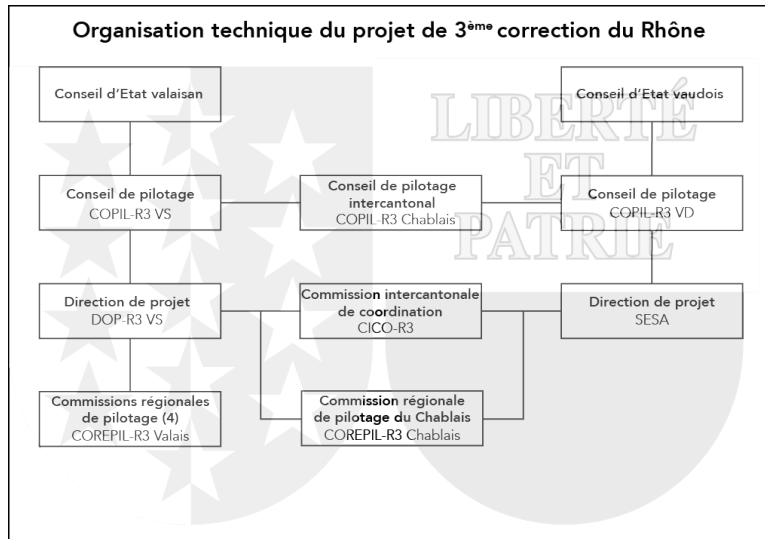 Organisation technique du projet de 3ème correction du Rhône
Conseil d'Etat valaisan
Conseil d'Etat vaudois
LIBERTÉ
ET
PATRIE
Conseil de pilotage
COPIL-R3 VS
Conseil de pilotage
intercantonal
COPIL-R3 Chablais
Conseil de pilotage
COPIL-R3 VD
Direction de projet
DOP-R3 VS
Commission intercantonale
de coordination
CICO-R3
Direction de projet
SESA
Commissions régionales
de pilotage (4)
COREPIL-R3 Valais
Commission régionale
de pilotage du Chablais
COREPIL-R3 Chablais